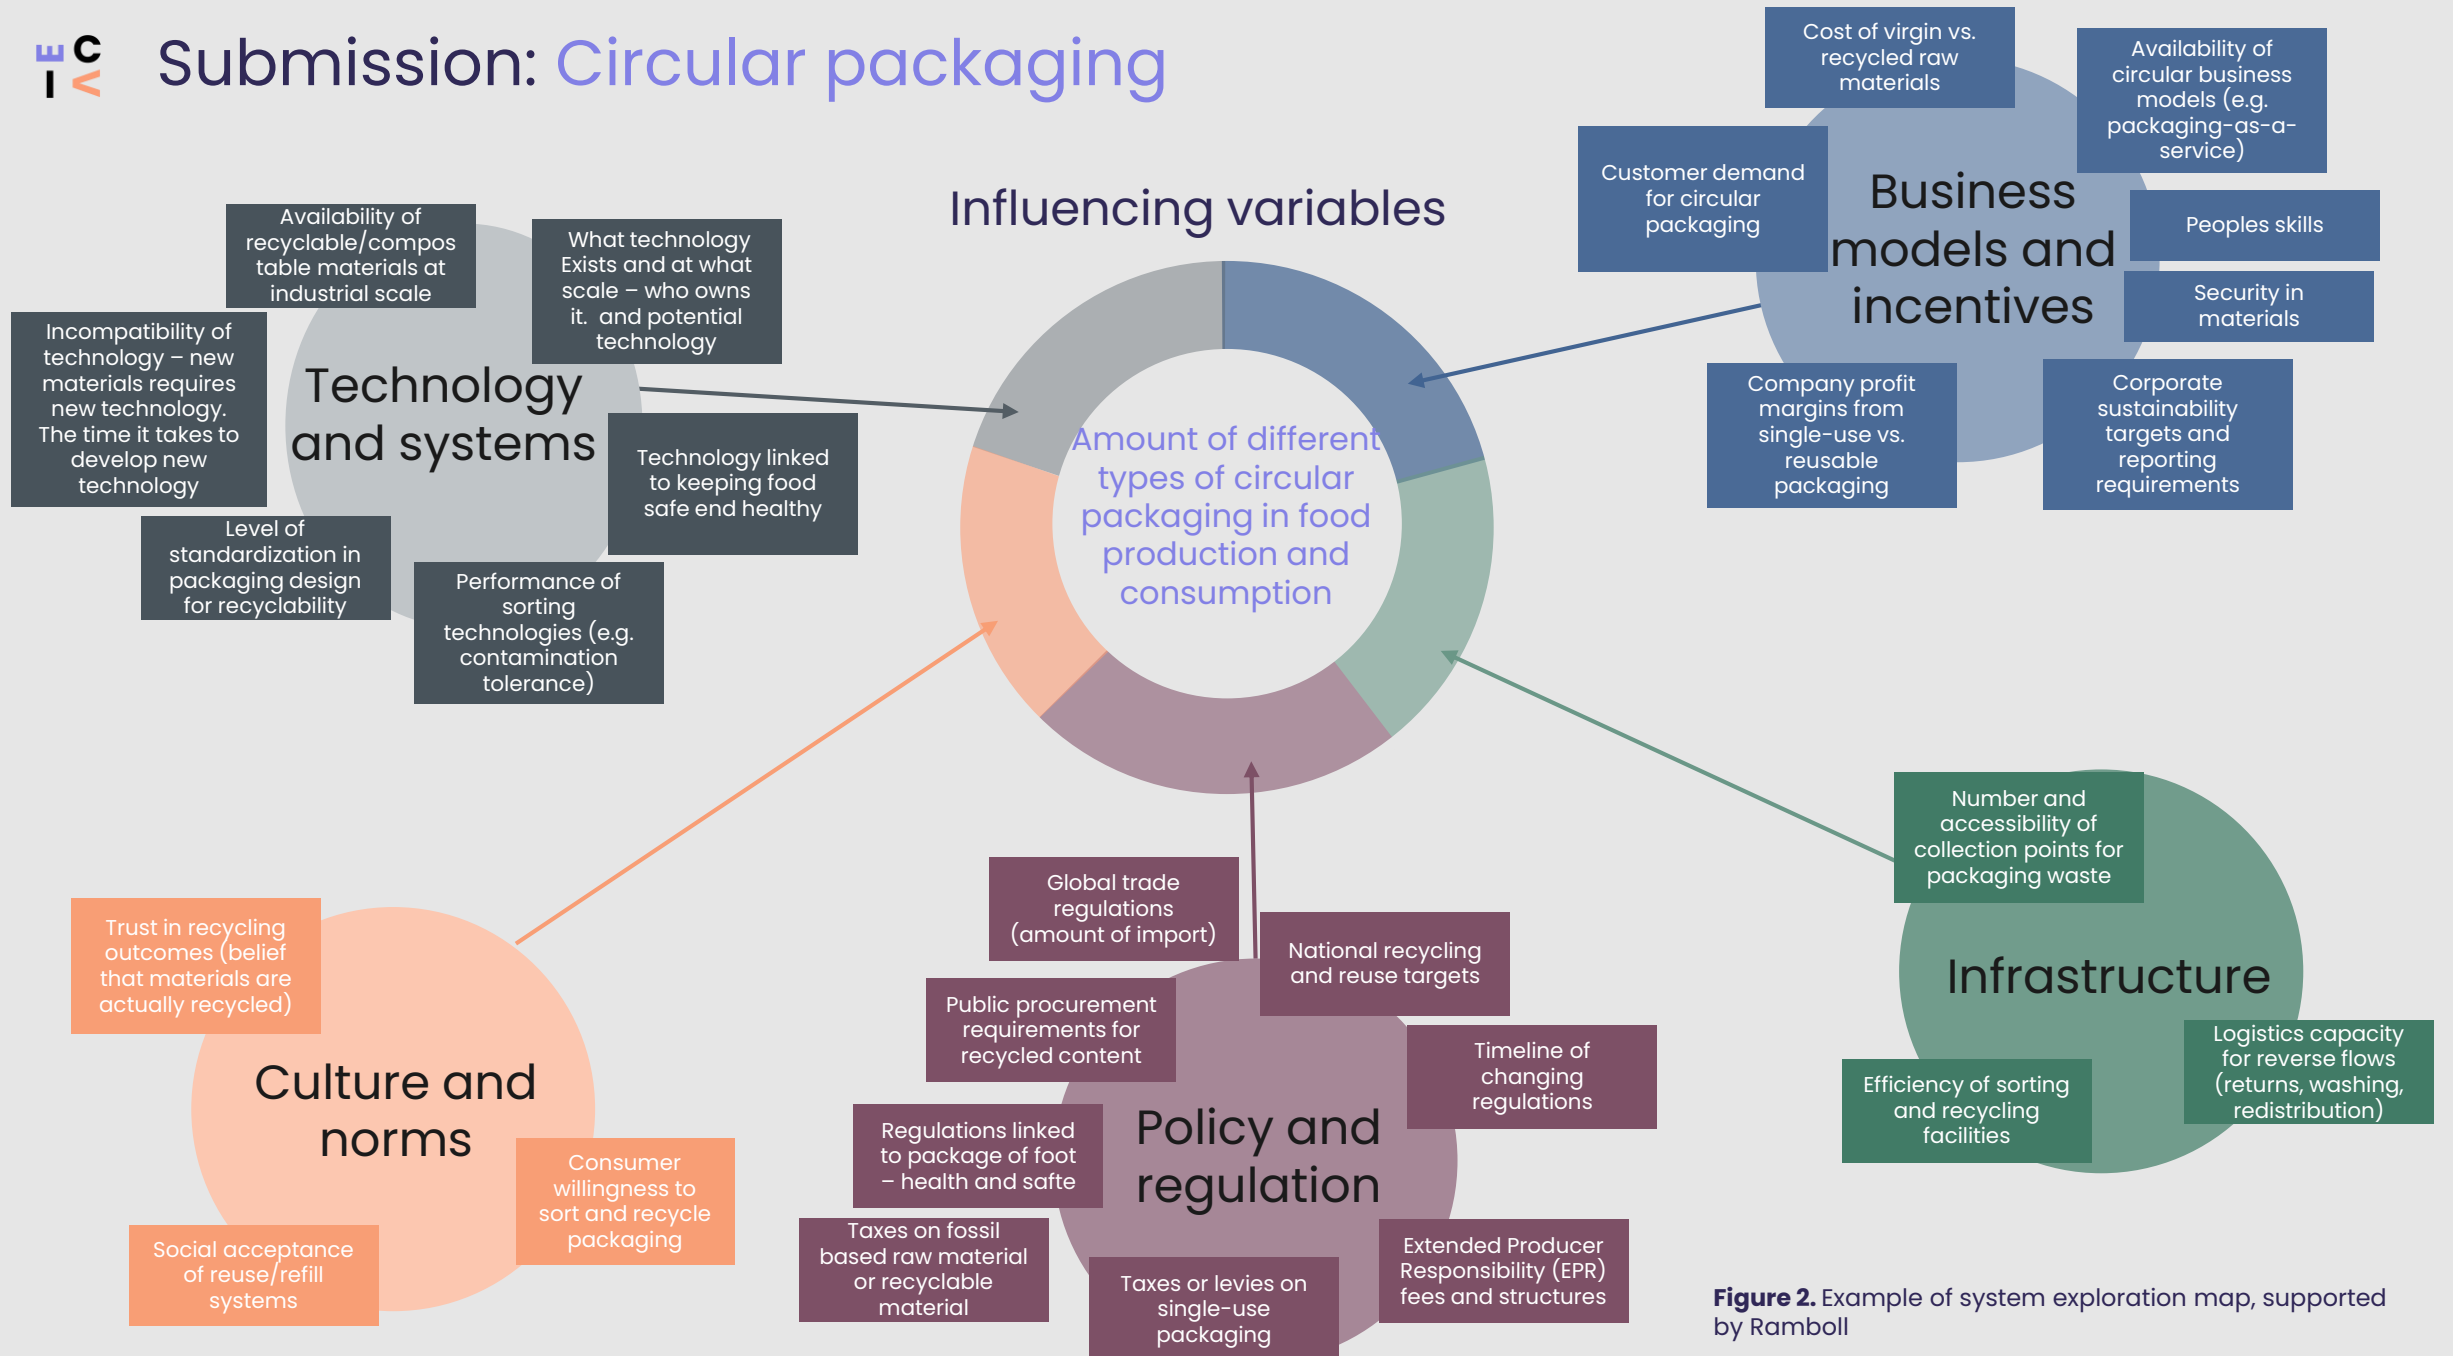 E C
I V
Submission: Circular packaging
Influencing variables
Amount of different
types of circular
packaging in food
production and
consumption
Availability of
recyclable/compos
table materials at
industrial scale
What technology
Exists and at what
scale – who owns
it.  and potential
technology
Incompatibility of
technology – new
materials requires
new technology.
The time it takes to
develop new
technology
Technology
and systems
Technology linked
to keeping food
safe end healthy
Level of
standardization in
packaging design
for recyclability
Performance of
sorting
technologies (e.g.
contamination
tolerance)
Cost of virgin vs.
recycled raw
materials
Availability of
circular business
models (e.g.
packaging-as-a-
service)
Customer demand
for circular
packaging
Business
models and
incentives
Peoples skills
Security in
materials
Company profit
margins from
single-use vs.
reusable
packaging
Corporate
sustainability
targets and
reporting
requirements
Trust in recycling
outcomes (belief
that materials are
actually recycled)
Culture and
norms
Consumer
willingness to
sort and recycle
packaging
Social acceptance
of reuse/refill
systems
Global trade
regulations
(amount of import)
National recycling
and reuse targets
Public procurement
requirements for
recycled content
Timeline of
changing
regulations
Regulations linked
to package of foot
– health and safte
Policy and
regulation
Taxes on fossil
based raw material
or recyclable
material
Taxes or levies on
single-use
packaging
Extended Producer
Responsibility (EPR)
fees and structures
Number and
accessibility of
collection points for
packaging waste
Infrastructure
Logistics capacity
for reverse flows
(returns, washing,
redistribution)
Efficiency of sorting
and recycling
facilities
Figure 2. Example of system exploration map, supported
by Ramboll